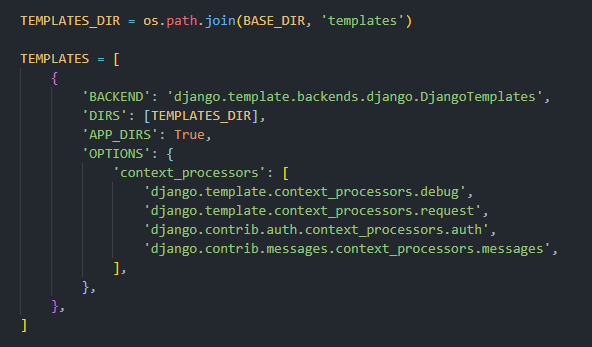 TEMPLATES_DIR = os.path.join(BASE_DIR, 'templates')
TEMPLATES = [
    {
        'BACKEND': 'django.template.backends.django.DjangoTemplates',
        'DIRS': [TEMPLATES_DIR],
        'APP_DIRS': True,
        'OPTIONS': {
            'context_processors': [
                'django.template.context_processors.debug',
                'django.template.context_processors.request',
                'django.contrib.auth.context_processors.auth',
                'django.contrib.messages.context_processors.messages',
            ],
        },
    },
]